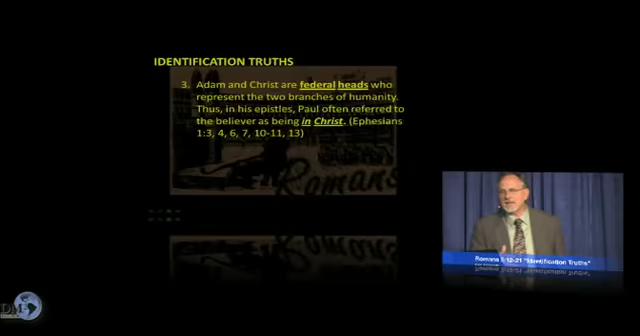 IDENTIFICATION TRUTHS
3. Adam and Christ are federal heads who
represent the two branches of humanity.
Thus, in his epistles, Paul often referred to
the believer as being in Christ. (Ephesians
1:3, 4, 6, 7, 10-11, 13)
Romans
Romans 5:12-21 "Identification Truths"
DM